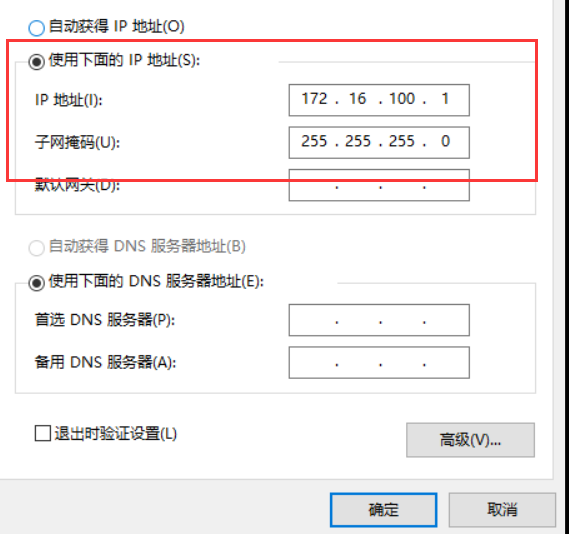 自动获得 IP 地址(O)
使用下面的 IP 地址(S):
IP 地址(I): 172 . 16 . 100 . 1
子网掩码(U): 255 . 255 . 255 . 0
默认网关(D): . . .
自动获得 DNS 服务器地址(B)
使用下面的 DNS 服务器地址(E):
首选 DNS 服务器(P): . . .
备用 DNS 服务器(A): . . .
退出时验证设置(L)
高级(V)...
确定 取消